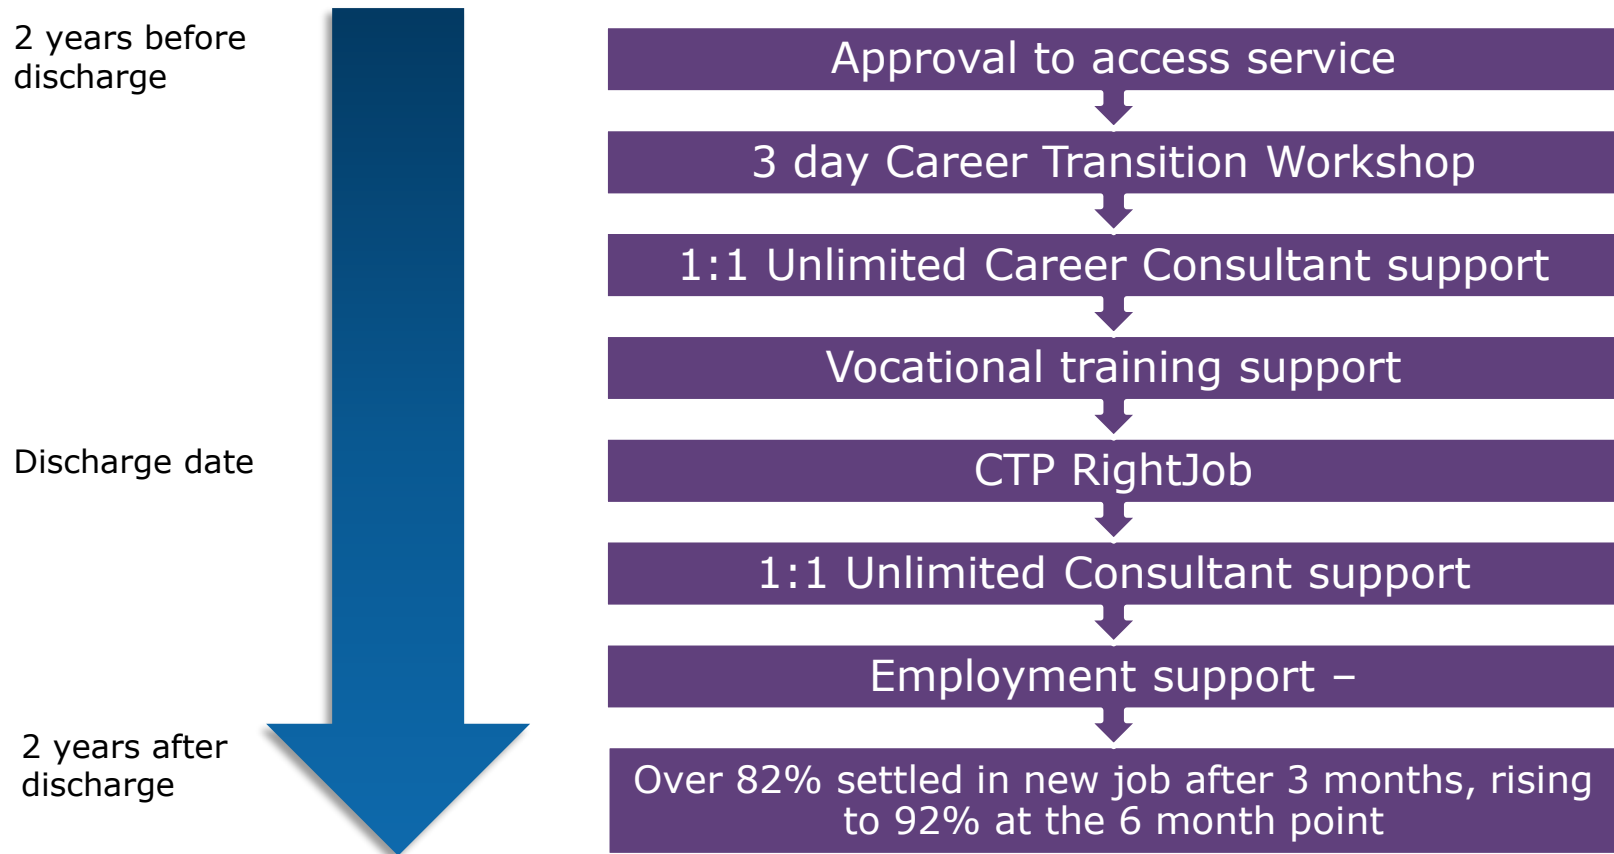 2 years before
discharge
Approval to access service
3 day Career Transition Workshop
1:1 Unlimited Career Consultant support
Vocational training support
Discharge date
CTP RightJob
1:1 Unlimited Consultant support
Employment support –
2 years after
discharge
Over 82% settled in new job after 3 months, rising
to 92% at the 6 month point